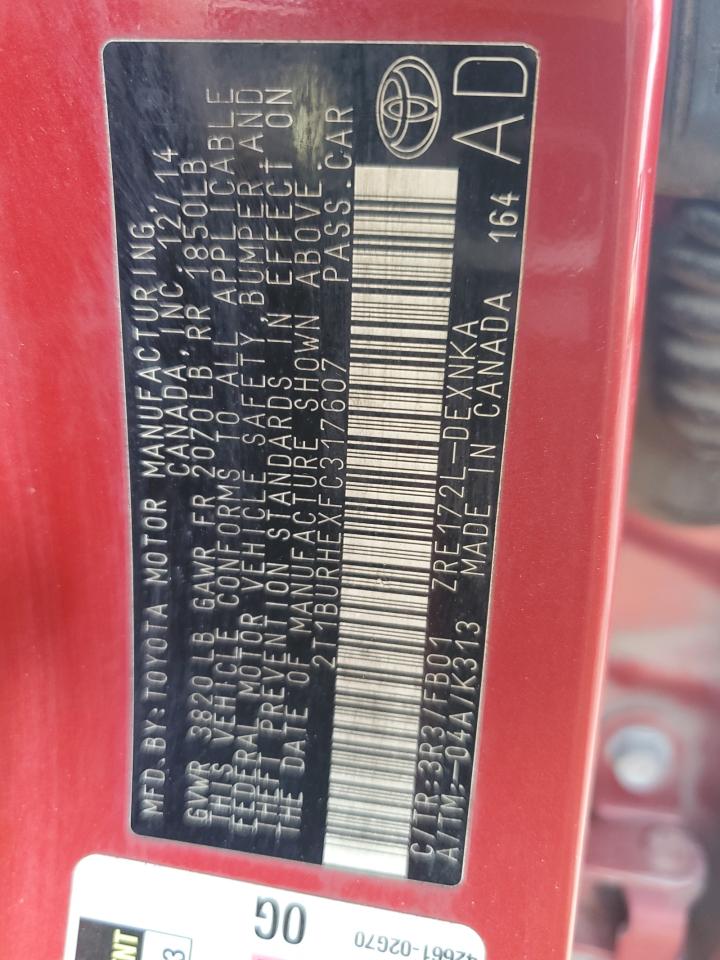 MFD.BY:TOYOTA MOTOR MANUFACTURING
CANADA,INC. 12/14
GVWR 3820 LB GAWR FR 2070LB,RR 1850LB
THIS VEHICLE CONFORMS TO ALL APPLICABLE
FEDERAL MOTOR VEHICLE SAFETY,BUMPER AND
THEFT PREVENTION STANDARDS IN EFFECT ON
THE DATE OF MANUFACTURE SHOWN ABOVE.
2T1BURHEXFC317607 PASS.CAR
C/TR:3R3/FB01 ZRE172L-DEXNKA
A/TM:-04A/K313 MADE IN CANADA 164
AD
OG
42661-02G70
3